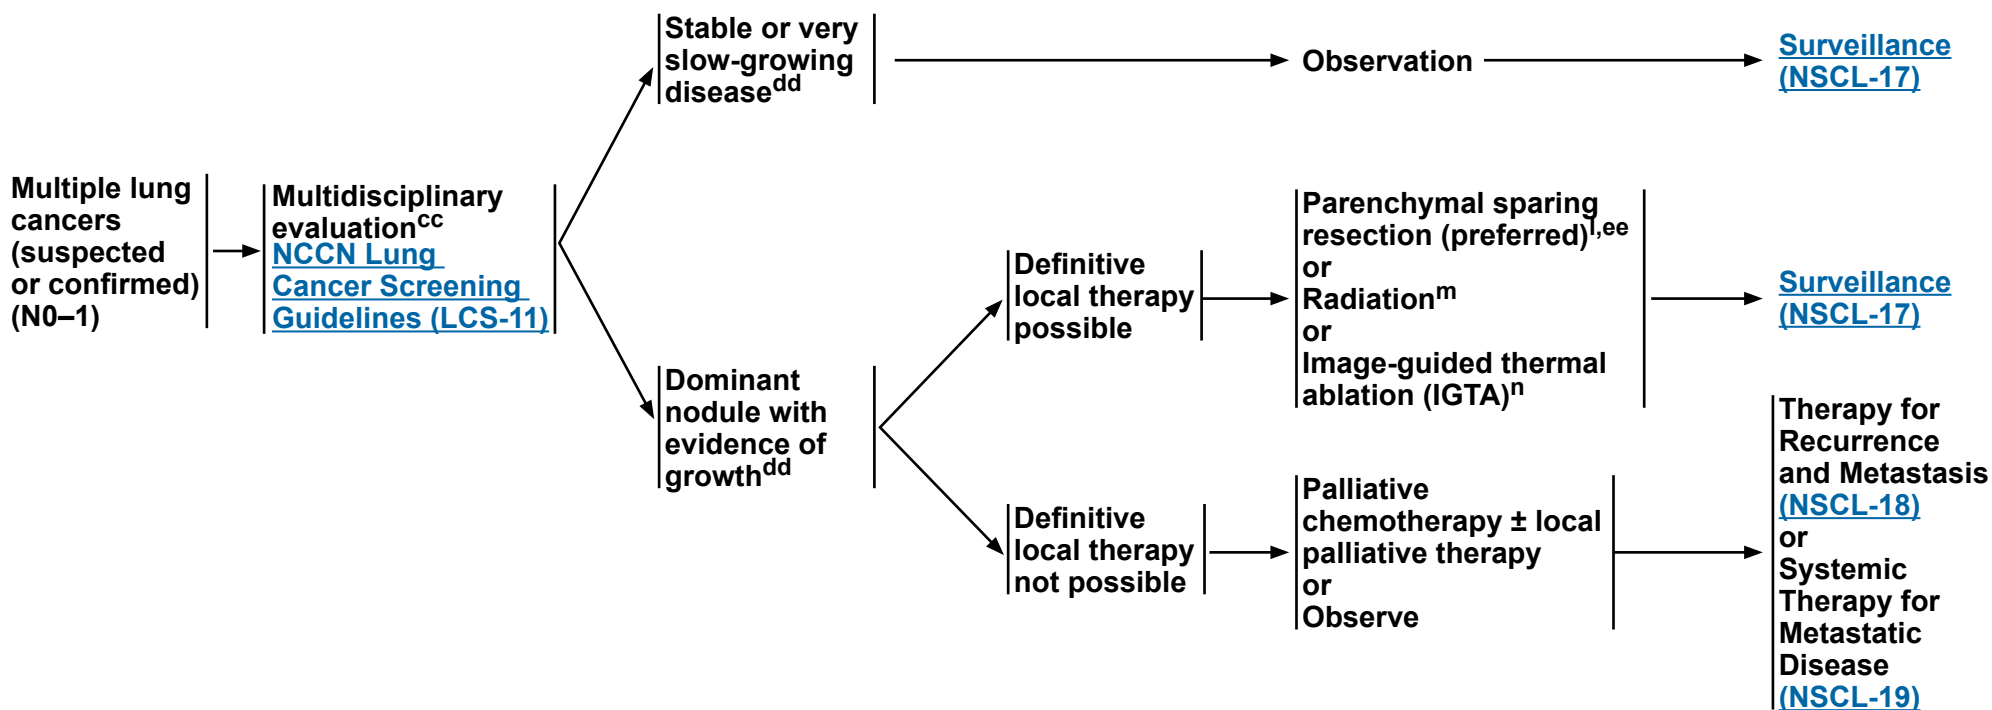 Multiple lung
cancers
(suspected
or confirmed)
(N0–1)
Multidisciplinary
evaluationcc
NCCN Lung
Cancer Screening
Guidelines (LCS-11)
Stable or very
slow-growing
diseasedd
Observation
Surveillance
(NSCL-17)
Dominant
nodule with
evidence of
growthdd
Definitive
local therapy
possible
Parenchymal sparing
resection (preferred)l,ee
or
Radiationm
or
Image-guided thermal
ablation (IGTA)n
Surveillance
(NSCL-17)
Definitive
local therapy
not possible
Palliative
chemotherapy ± local
palliative therapy
or
Observe
Therapy for
Recurrence
and Metastasis
(NSCL-18)
or
Systemic
Therapy for
Metastatic
Disease
(NSCL-19)